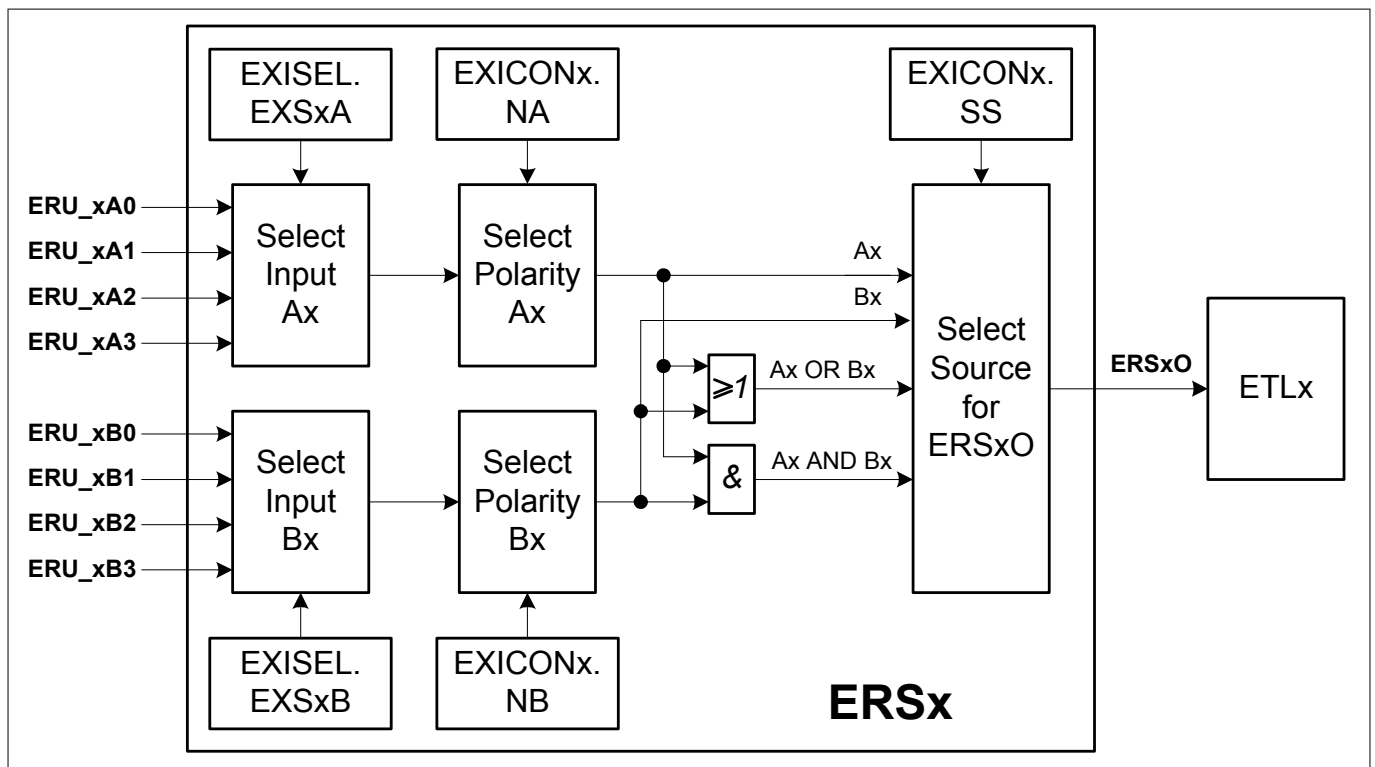 EXISEL.
EXSxA
EXICONx.
NA
EXICONx.
SS
ERU_xA0
ERU_xA1
ERU_xA2
ERU_xA3
Select
Input
Ax
Select
Polarity
Ax
Ax
Bx
≥1
Ax OR Bx
&
Ax AND Bx
Select
Source
for
ERSxO
ERSxO
ETLx
ERU_xB0
ERU_xB1
ERU_xB2
ERU_xB3
Select
Input
Bx
Select
Polarity
Bx
EXISEL.
EXSxB
EXICONx.
NB
ERSx